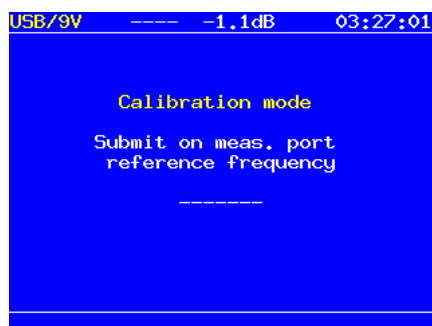 USB/9V ---- -1.1dB 03:27:01
Calibration mode
Submit on meas. port
reference frequency
-------